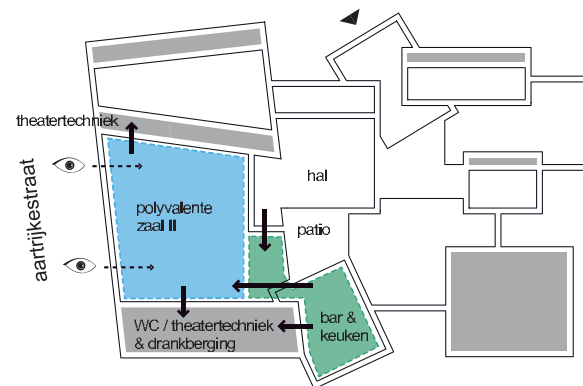 theatertechniek
aartrijkestraat
polyvalente
zaal II
hal
patio
bar &
keuken
WC / theatertechniek
& drankberging